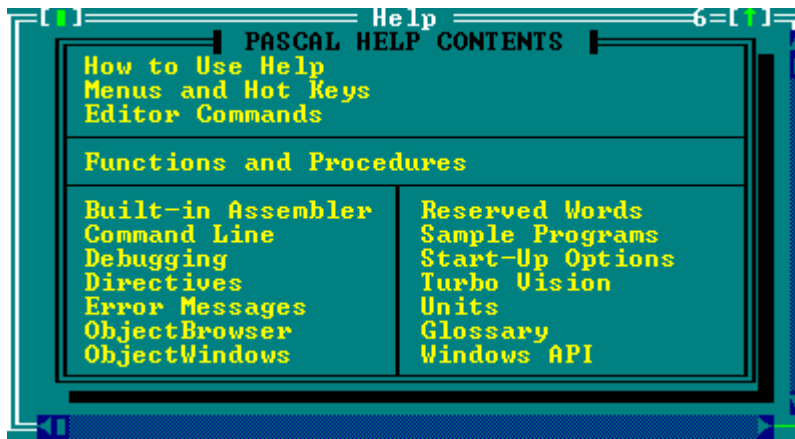 Help 6
PASCAL HELP CONTENTS
How to Use Help
Menus and Hot Keys
Editor Commands
Functions and Procedures
Built-in Assembler
Command Line
Debugging
Directives
Error Messages
ObjectBrowser
ObjectWindows
Reserved Words
Sample Programs
Start-Up Options
Turbo Vision
Units
Glossary
Windows API